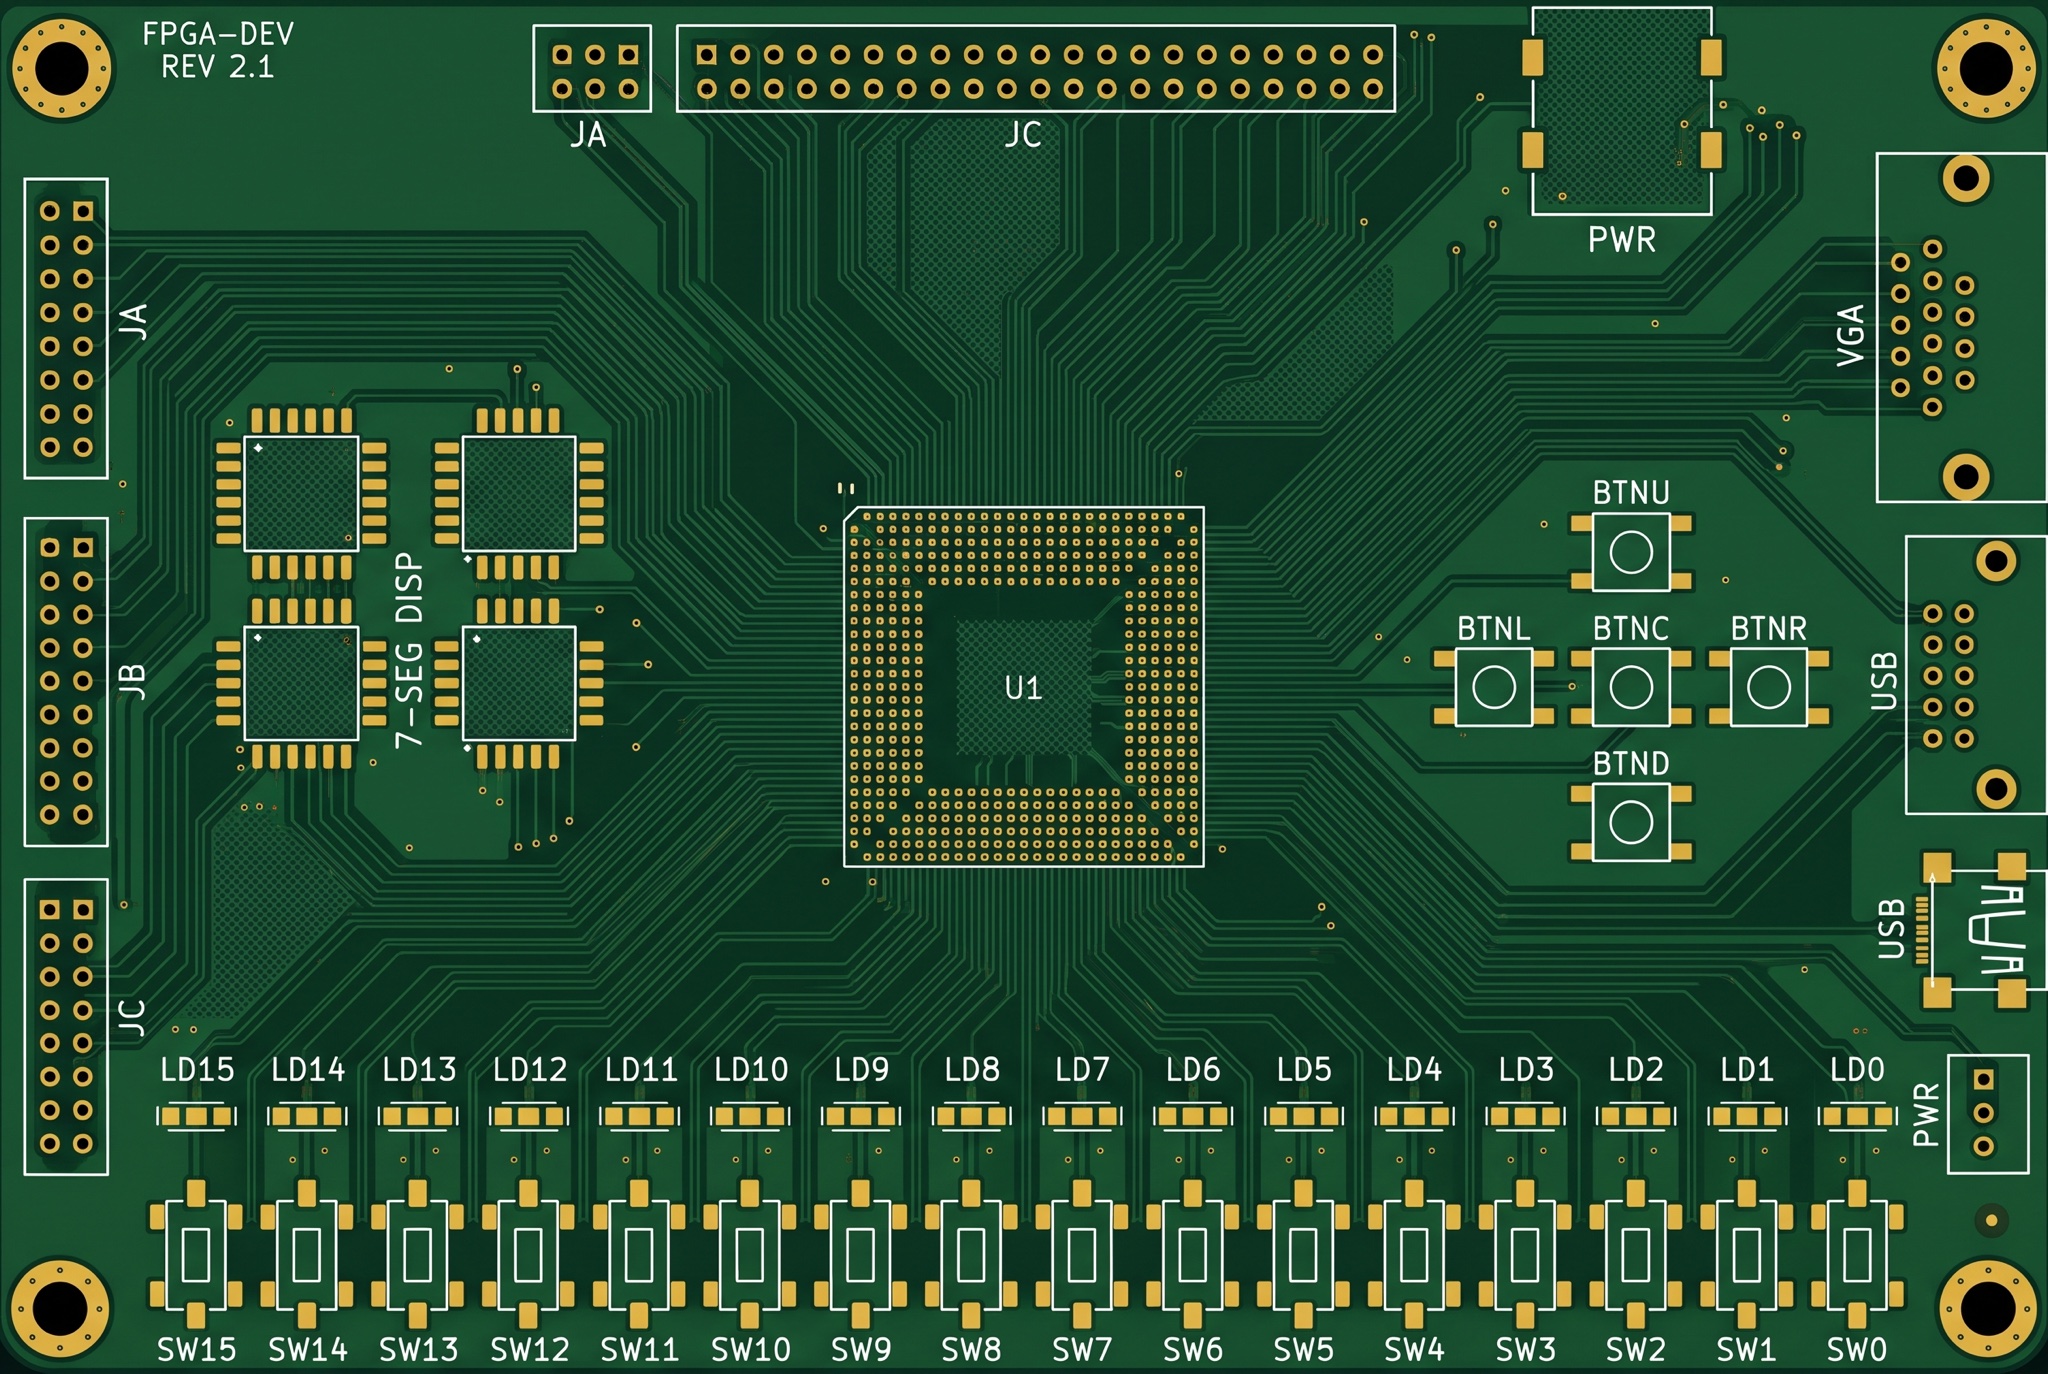 FPGA-DEV
REV 2.1
JA
JC
PWR
JA
VGA
BTNU
7-SEG DISP
BTNL
BTNC
BTNR
JB
U1
USB
BTND
USB
JC
LD15
LD14
LD13
LD12
LD11
LD10
LD9
LD8
LD7
LD6
LD5
LD4
LD3
LD2
LD1
LD0
PWR
SW15
SW14
SW13
SW12
SW11
SW10
SW9
SW8
SW7
SW6
SW5
SW4
SW3
SW2
SW1
SW0